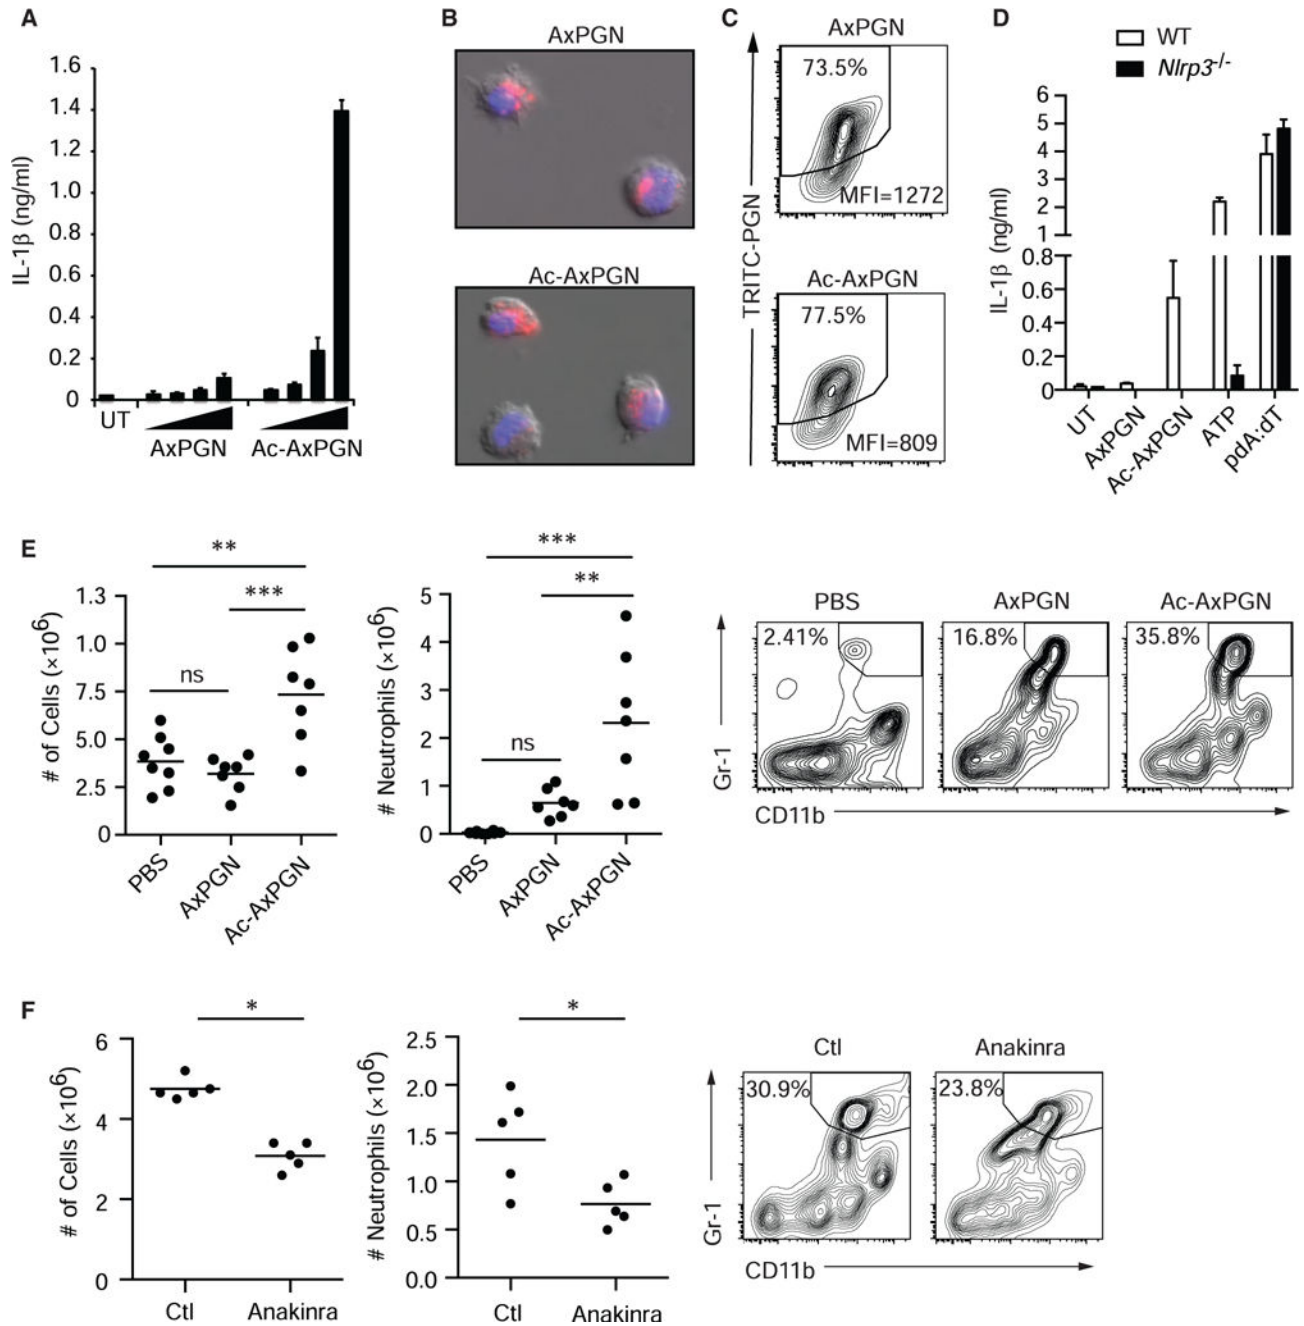 A
IL-1β (ng/ml)
1.6
1.4
1.2
1.0
0.8
0.6
0.4
0.2
0
UT
AxPGN
Ac-AxPGN
B
AxPGN
Ac-AxPGN
C
AxPGN
73.5%
MFI=1272
TRITC-PGN
Ac-AxPGN
77.5%
MFI=809
D
WT
Nlrp3-/-
IL-1β (ng/ml)
6
5
4
3
2
1
0.8
0.6
0.4
0.2
0
UT
AxPGN
Ac-AxPGN
ATP
pdA:dT
E
# of Cells (×10⁶)
1.3
1.0
7.5
5.0
2.5
0
**
***
ns
PBS
AxPGN
Ac-AxPGN
# Neutrophils (×10⁶)
5
4
3
2
1
0
***
**
ns
PBS
AxPGN
Ac-AxPGN
PBS
AxPGN
Ac-AxPGN
2.41%
16.8%
35.8%
Gr-1
CD11b
F
# of Cells (×10⁶)
6
4
2
0
*
Ctl
Anakinra
# Neutrophils (×10⁶)
2.5
2.0
1.5
1.0
0.5
0.0
*
Ctl
Anakinra
Ctl
Anakinra
30.9%
23.8%
Gr-1
CD11b